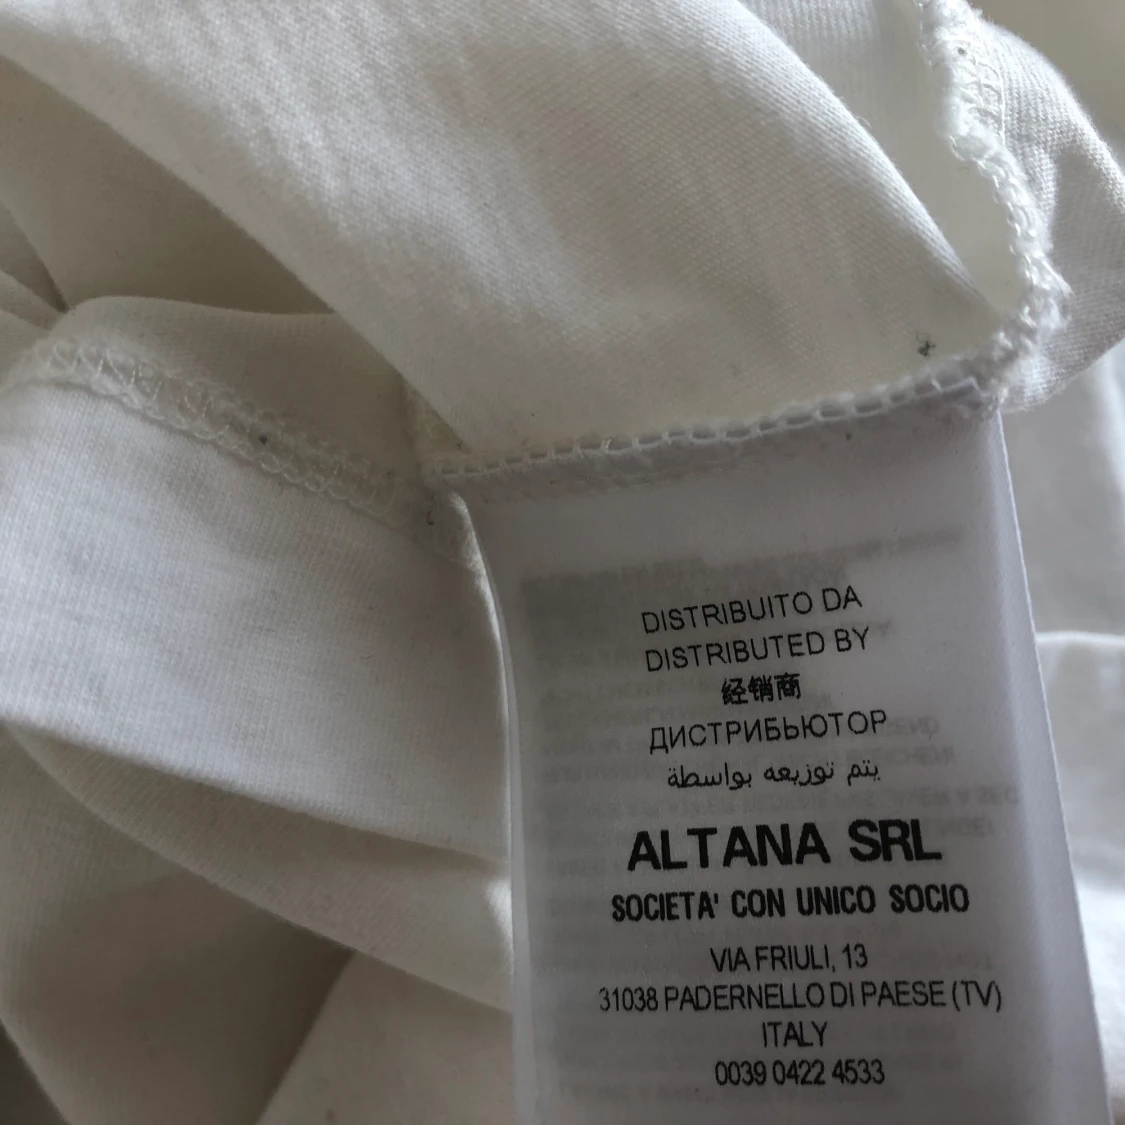 DISTRIBUITO DA
DISTRIBUTED BY
经销商
ДИСТРИБЬЮТОР
يتم توزيعه بواسطة
ALTANA SRL
SOCIETA' CON UNICO SOCIO
VIA FRIULI, 13
31038 PADERNELLO DI PAESE (TV)
ITALY
0039 0422 4533